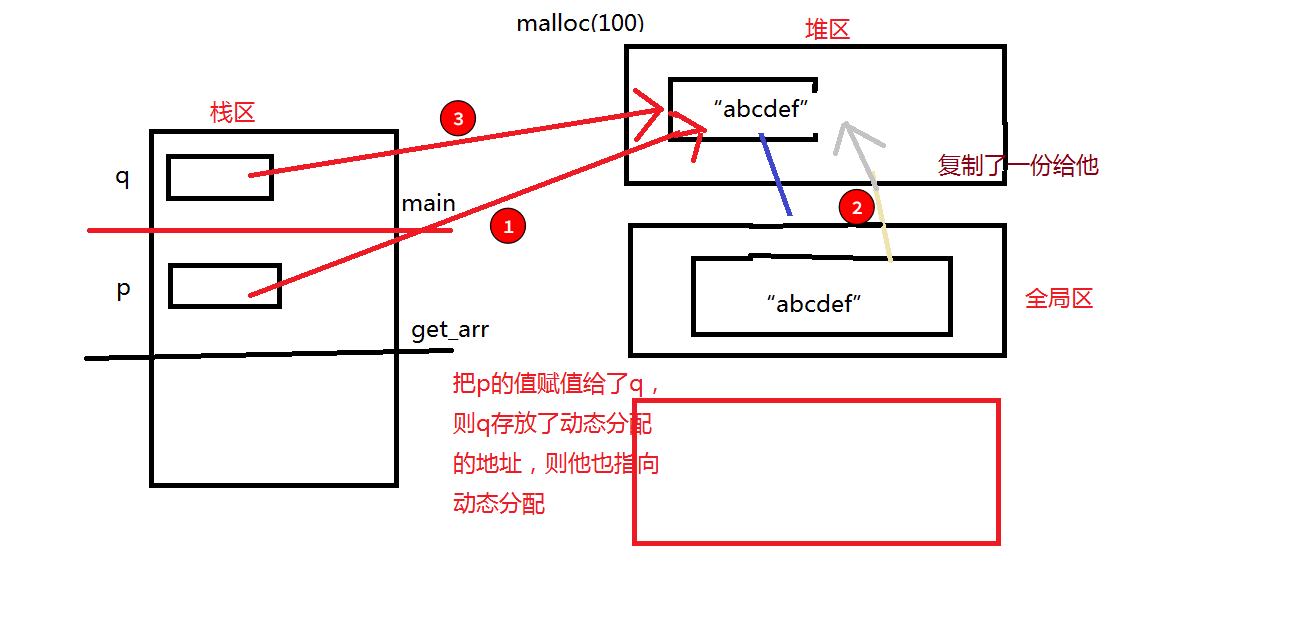 malloc(100)
堆区
栈区
“abcdef”
3
q
复制了一份给他
main
2
1
p
“abcdef”
全局区
get_arr
把p的值赋值给了q，
则q存放了动态分配
的地址，则他也指向
动态分配